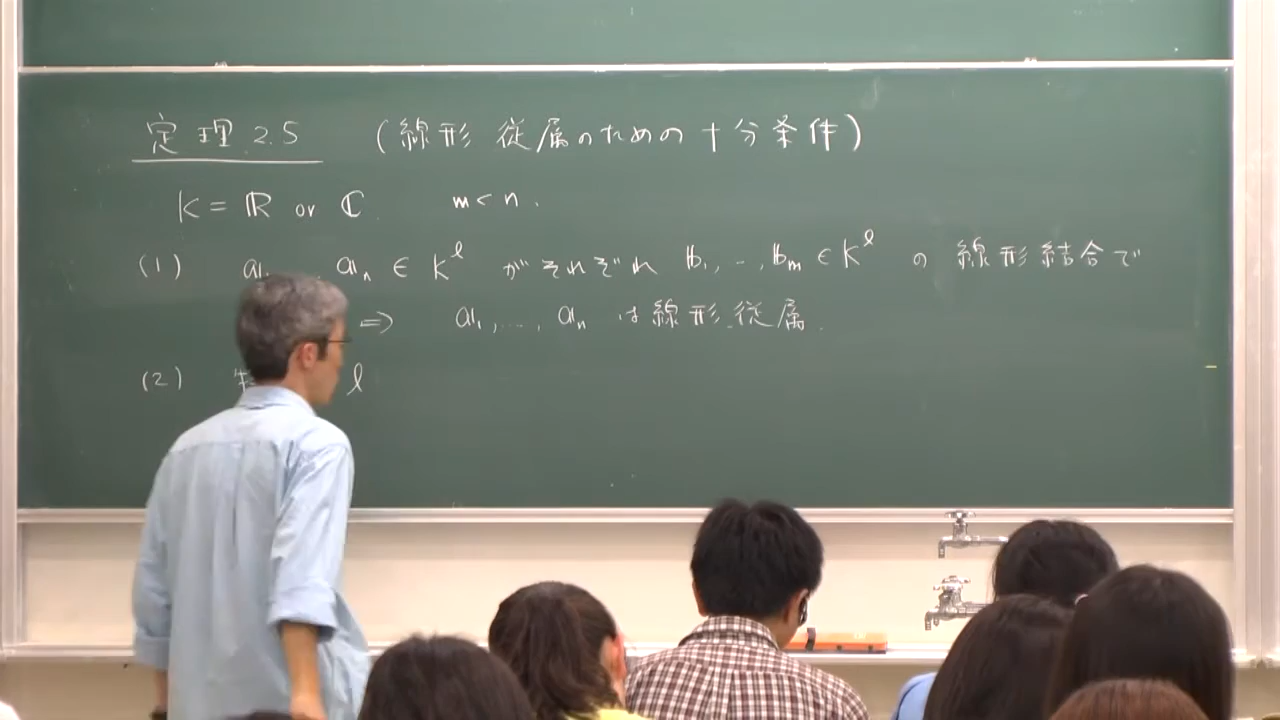 定理 2.5 (線形従属のための十分条件)
K = ℝ or ℂ. m < n.
(1) 𝕒₁, , 𝕒ₙ ∈ K^ℓ がそれぞれ 𝕓₁, …, 𝕓ₘ ∈ K^ℓ の 線形結合で
⇒ 𝕒₁, …, 𝕒ₙ は線形従属.
(2) ℓ